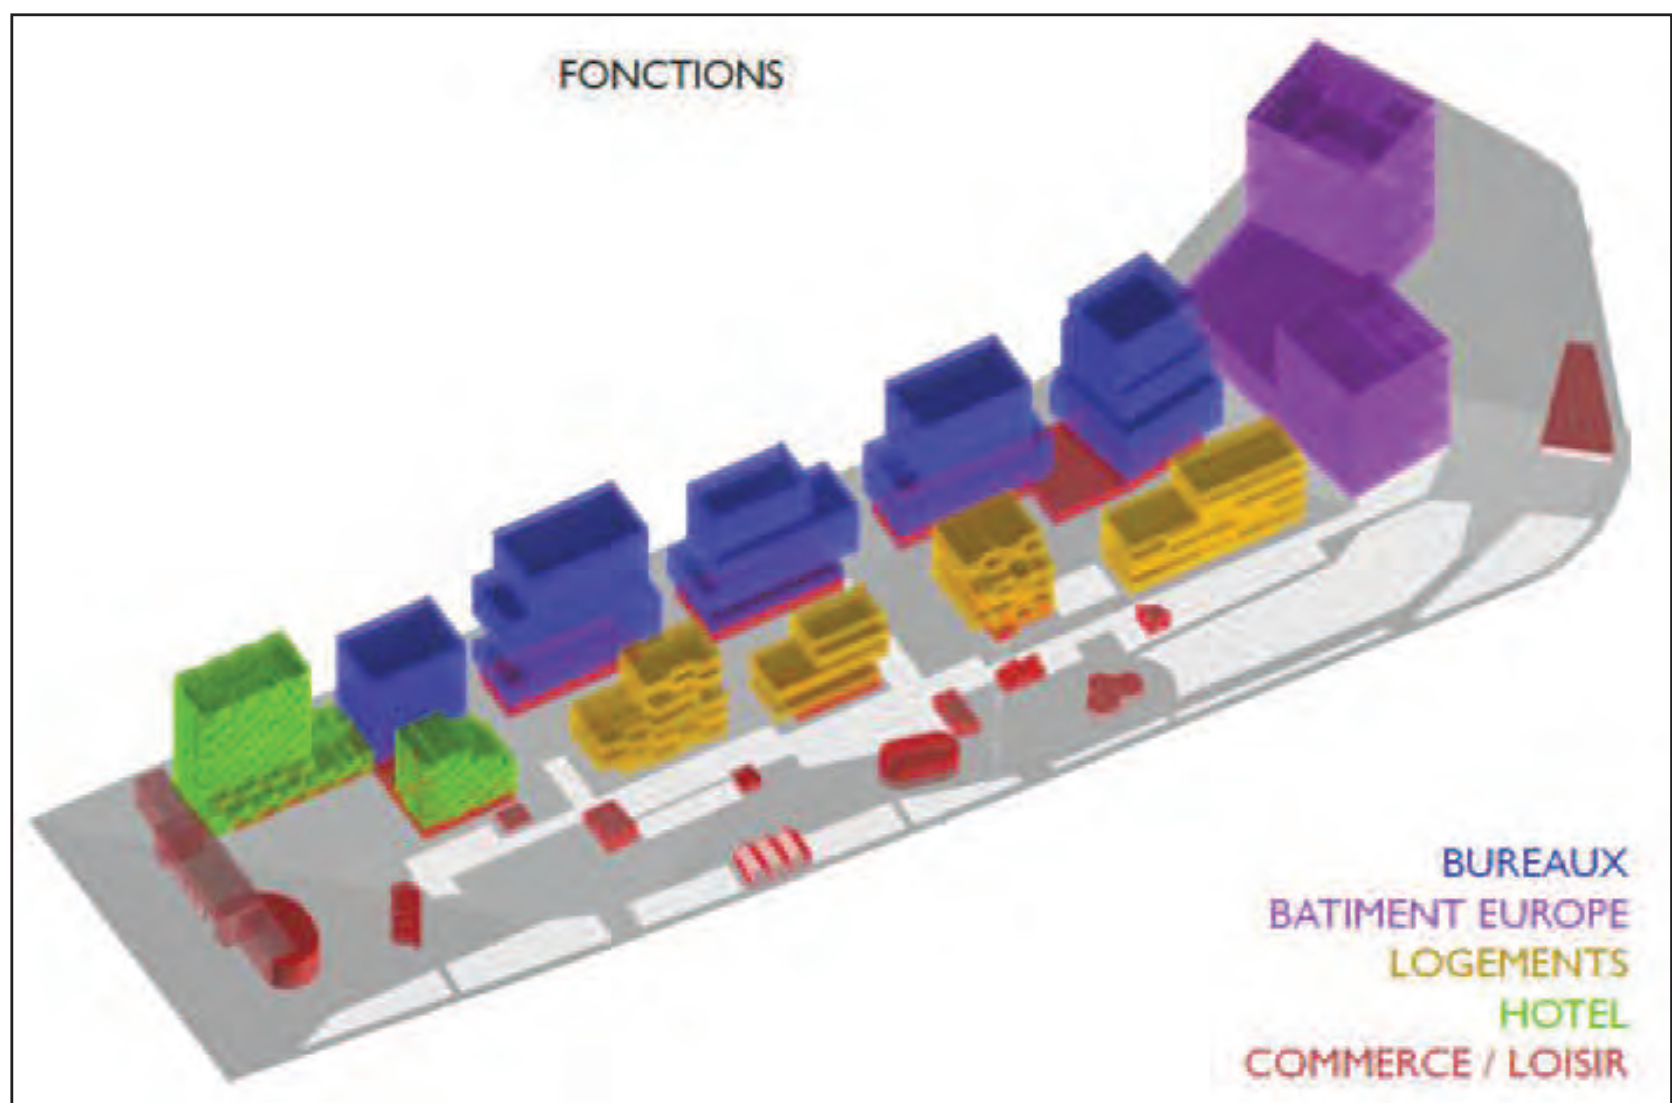 FONCTIONS
BUREAUX
BATIMENT EUROPE
LOGEMENTS
HOTEL
COMMERCE / LOISIR